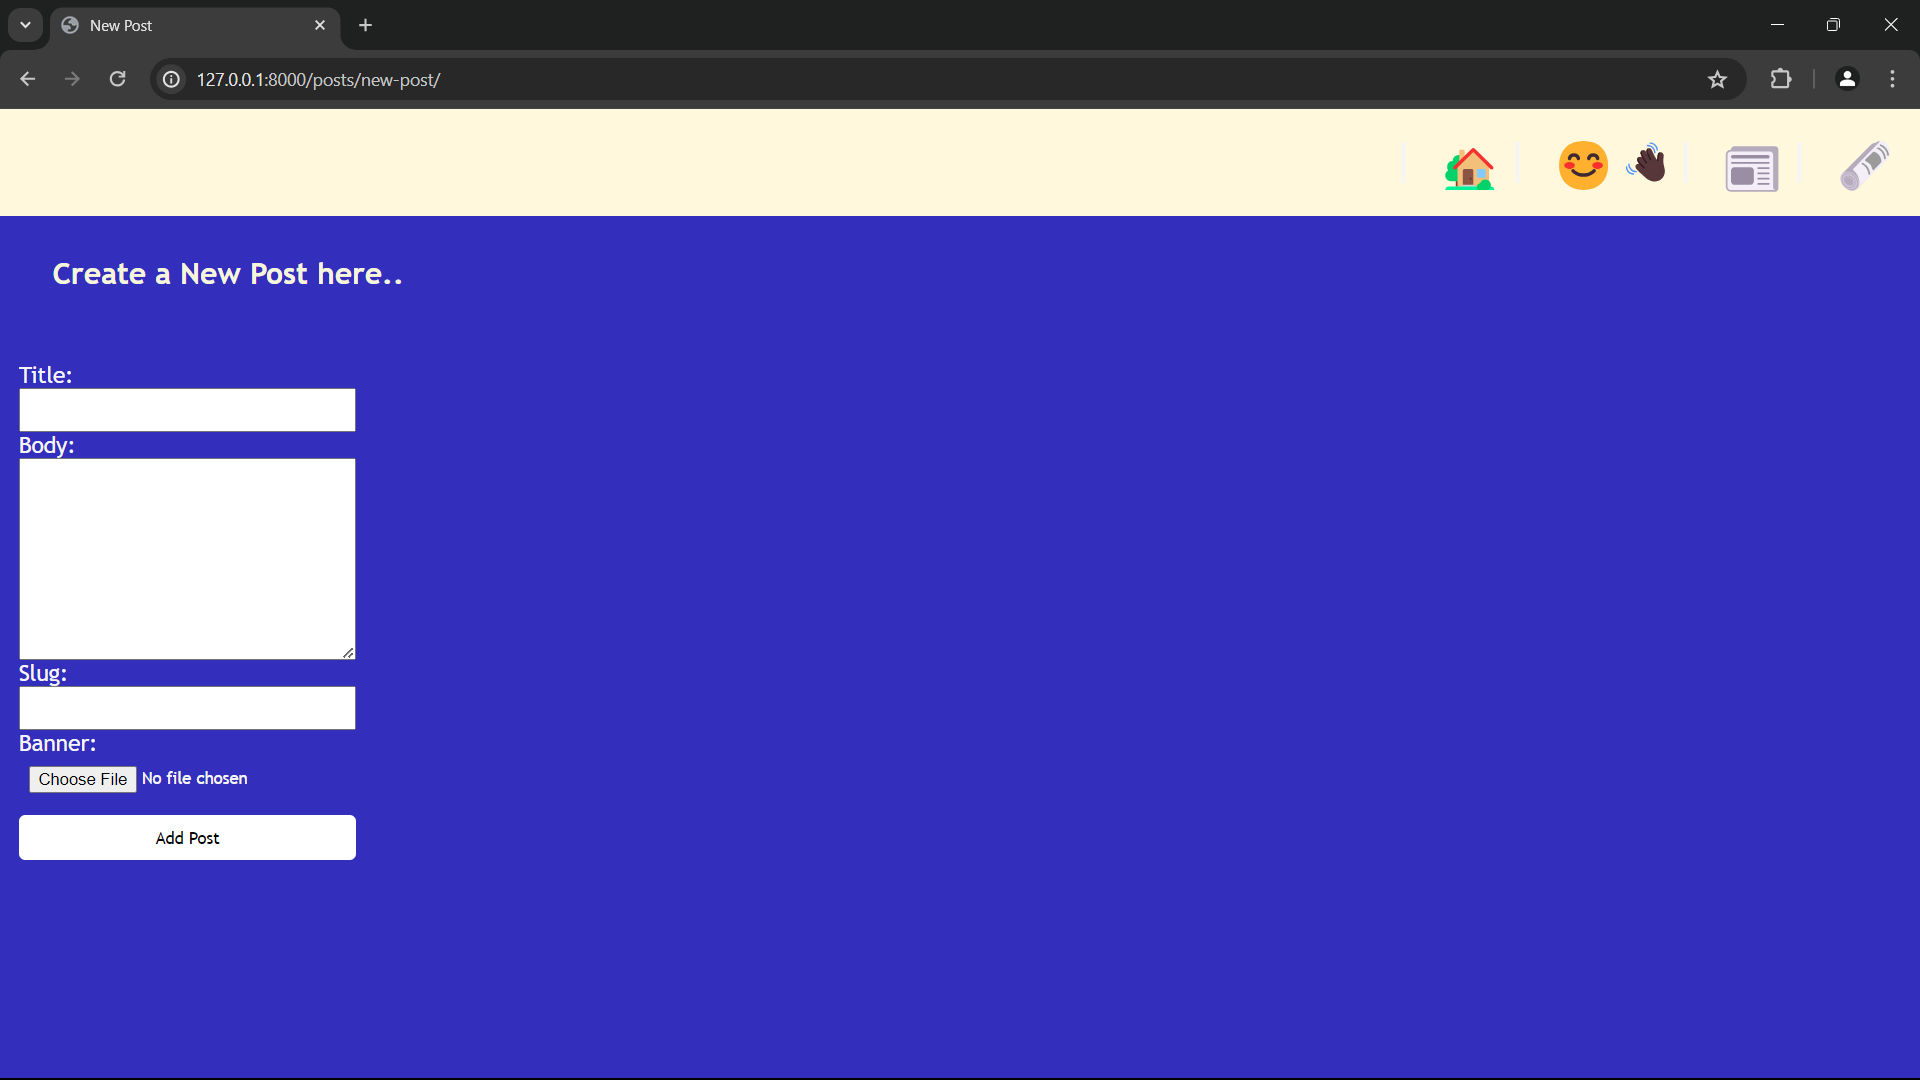 New Post
127.0.0.1:8000/posts/new-post/
Create a New Post here..
Title:
Body:
Slug:
Banner:
Choose File No file chosen
Add Post